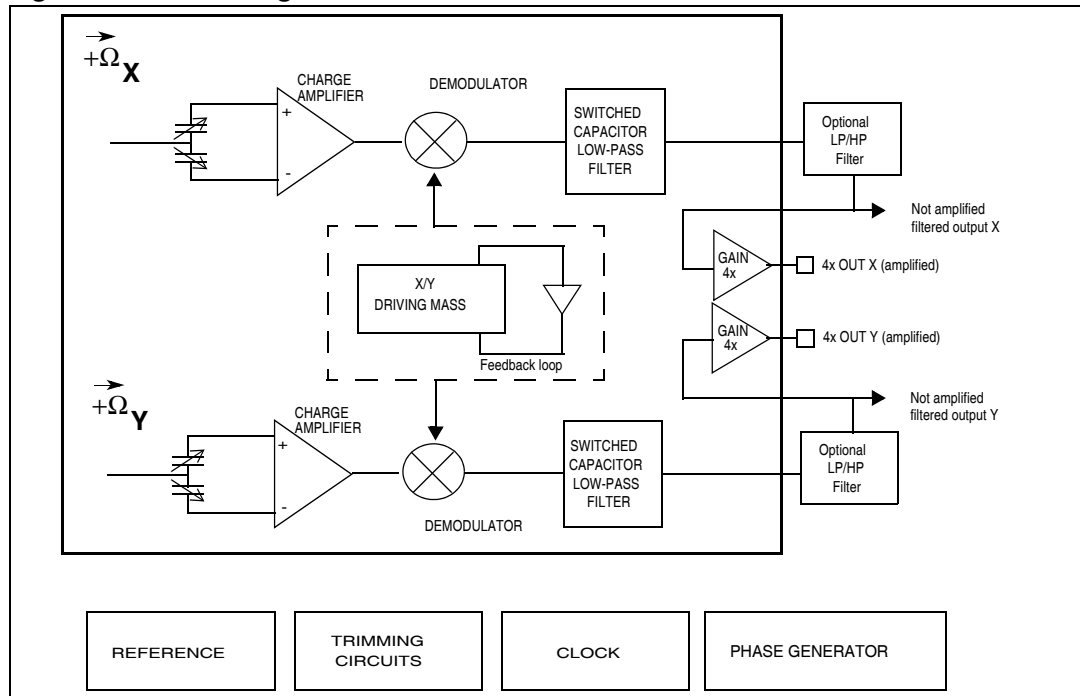 +Ω X
CHARGE
AMPLIFIER
DEMODULATOR
+
-
SWITCHED
CAPACITOR
LOW-PASS
FILTER
Optional
LP/HP
Filter
Not amplified
filtered output X
GAIN
4x
4x OUT X (amplified)
X/Y
DRIVING MASS
Feedback loop
GAIN
4x
4x OUT Y (amplified)
+Ω Y
CHARGE
AMPLIFIER
+
-
DEMODULATOR
SWITCHED
CAPACITOR
LOW-PASS
FILTER
Not amplified
filtered output Y
Optional
LP/HP
Filter
REFERENCE
TRIMMING
CIRCUITS
CLOCK
PHASE GENERATOR